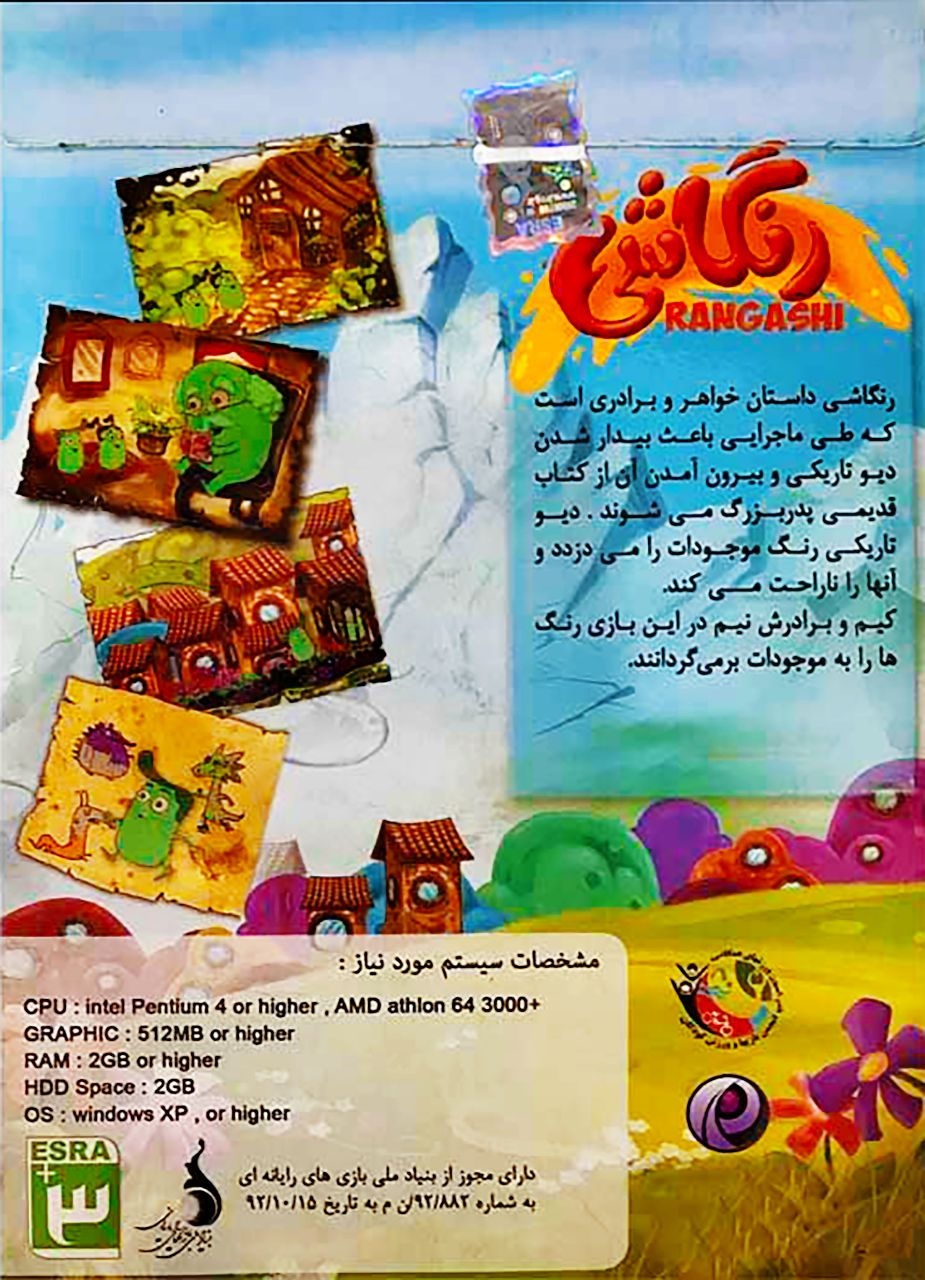 رنگاشی
RANGASHI
رنگاشی داستان خواهر و برادری است
که طی ماجرایی باعث بیدار شدن
دیو تاریکی و بیرون آمدن آن از کتاب
قدیمی پدربزرگ می شوند . دیو
تاریکی رنگ موجودات را می دزدد و
آنها را ناراحت می کند.
کیم و برادرش نیم در این بازی رنگ
ها را به موجودات برمی‌گردانند.
مشخصات سیستم مورد نیاز :
CPU : intel Pentium 4 or higher , AMD athlon 64 3000+
GRAPHIC : 512MB or higher
RAM : 2GB or higher
HDD Space : 2GB
OS : windows XP , or higher
ESRA
+۳
دارای مجوز از بنیاد ملی بازی های رایانه ای
به شماره ۹۲/۸۸۲/ن م به تاریخ ۹۲/۱۰/۱۵